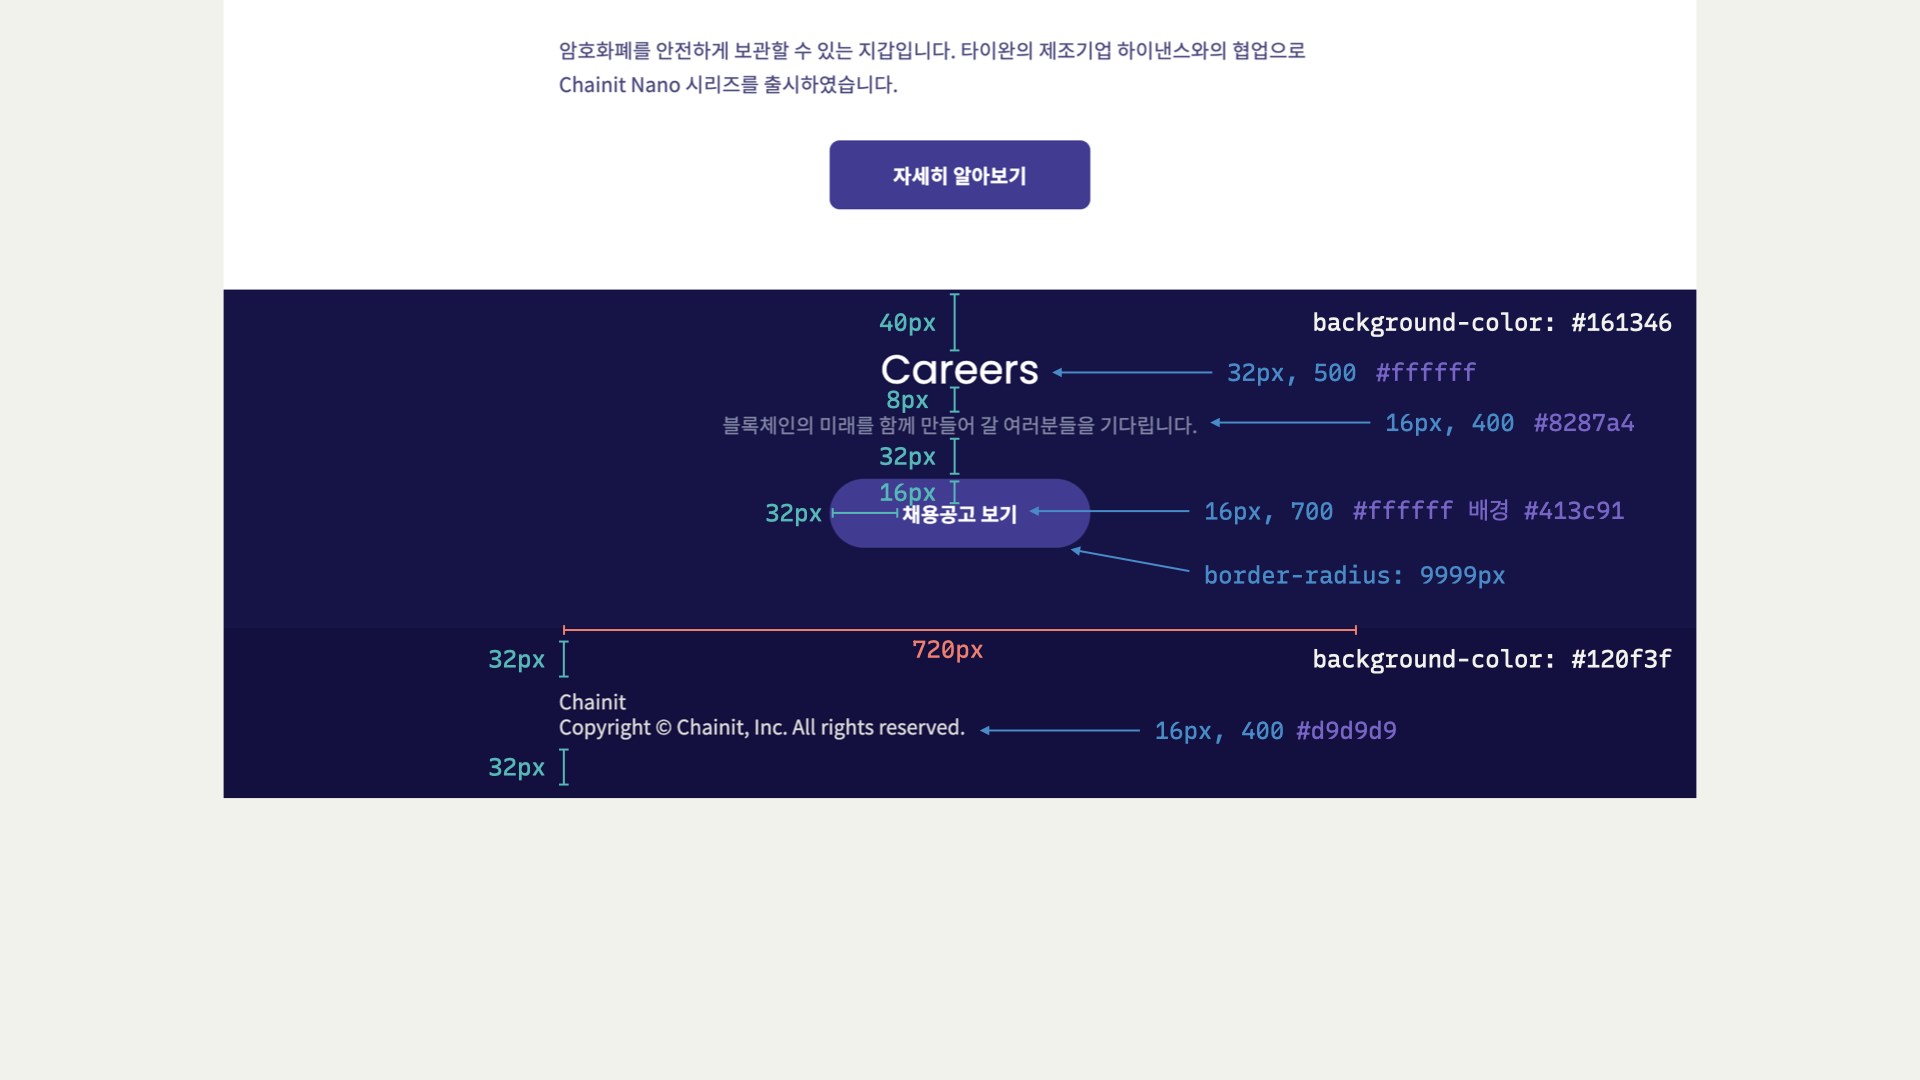 암호화폐를 안전하게 보관할 수 있는 지갑입니다. 타이완의 제조기업 하이낸스와의 협업으로
Chainit Nano 시리즈를 출시하였습니다.
자세히 알아보기
40px
background-color: #161346
Careers
32px, 500 #ffffff
8px
블록체인의 미래를 함께 만들어 갈 여러분들을 기다립니다.
16px, 400 #8287a4
32px
16px
32px
채용공고 보기
16px, 700 #ffffff 배경 #413c91
border-radius: 9999px
720px
32px
background-color: #120f3f
Chainit
Copyright © Chainit, Inc. All rights reserved.
16px, 400 #d9d9d9
32px